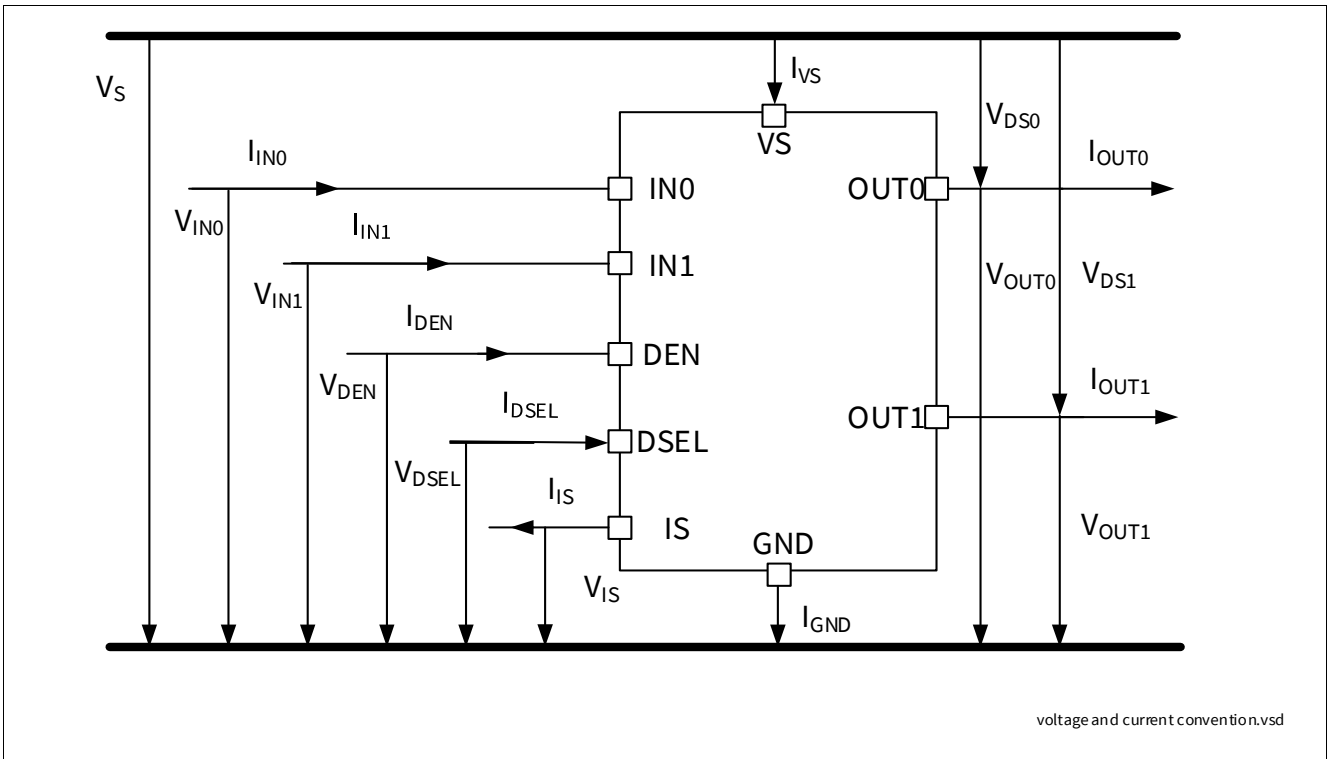 I_VS
V_S
V_DS0
VS
I_IN0
I_OUT0
IN0
OUT0
V_IN0
I_IN1
IN1
V_OUT0
V_DS1
V_IN1
I_DEN
DEN
V_DEN
I_OUT1
I_DSEL
OUT1
DSEL
V_DSEL
I_IS
IS
V_OUT1
GND
V_IS
I_GND
voltage and current convention.vsd